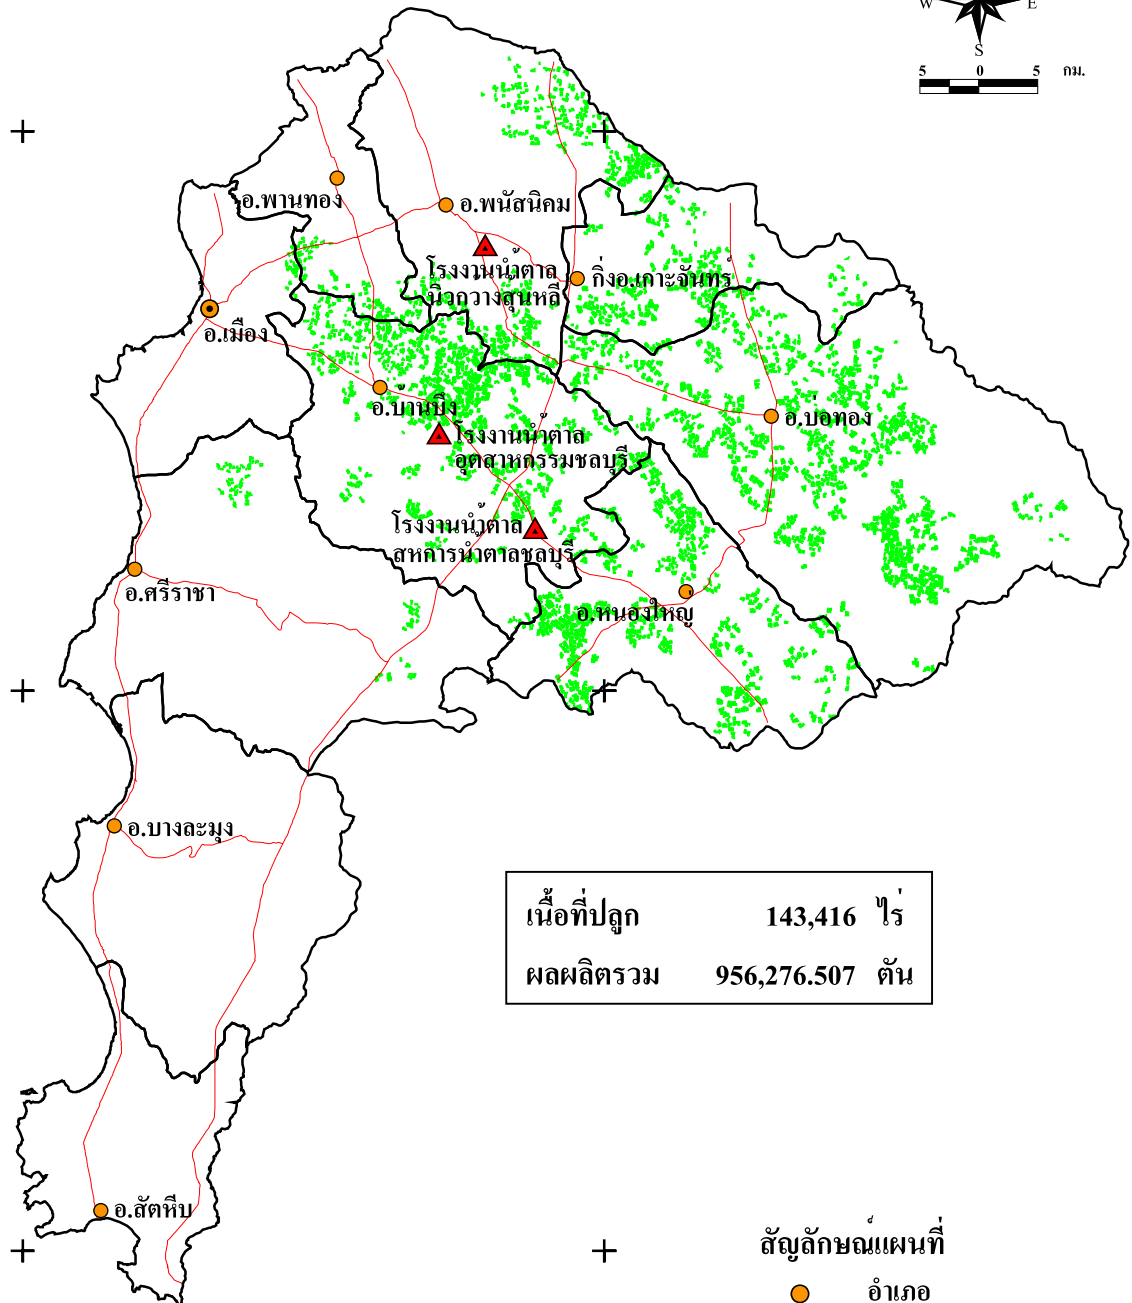 W E
S
5 0 5 กม.
อ.พานทอง
อ.พนัสนิคม
โรงงานน้ำตาล
นิวกว้างสุ้นหลี
กิ่งอ.เกาะจันทร์
อ.เมือง
อ.บ้านบึง
อ.บ่อทอง
โรงงานน้ำตาล
อุตสาหกรรมชลบุรี
โรงงานน้ำตาล
สหการน้ำตาลชลบุรี
อ.ศรีราชา
อ.หนองใหญ่
อ.บางละมุง
เนื้อที่ปลูก 143,416 ไร่
ผลผลิตรวม 956,276.507 ตัน
อ.สัตหีบ
สัญลักษณ์แผนที่
อำเภอ